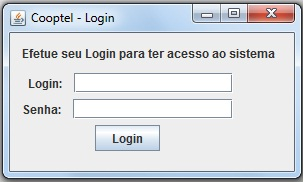 Cooptel - Login
Efetue seu Login para ter acesso ao sistema
Login:
Senha:
Login